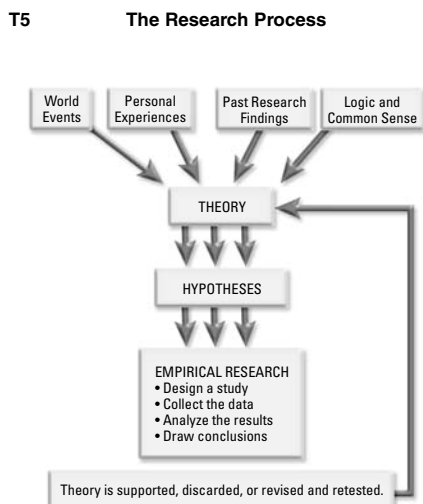 T5 The Research Process
World Events
Personal Experiences
Past Research Findings
Logic and Common Sense
THEORY
HYPOTHESES
EMPIRICAL RESEARCH
• Design a study
• Collect the data
• Analyze the results
• Draw conclusions
Theory is supported, discarded, or revised and retested.